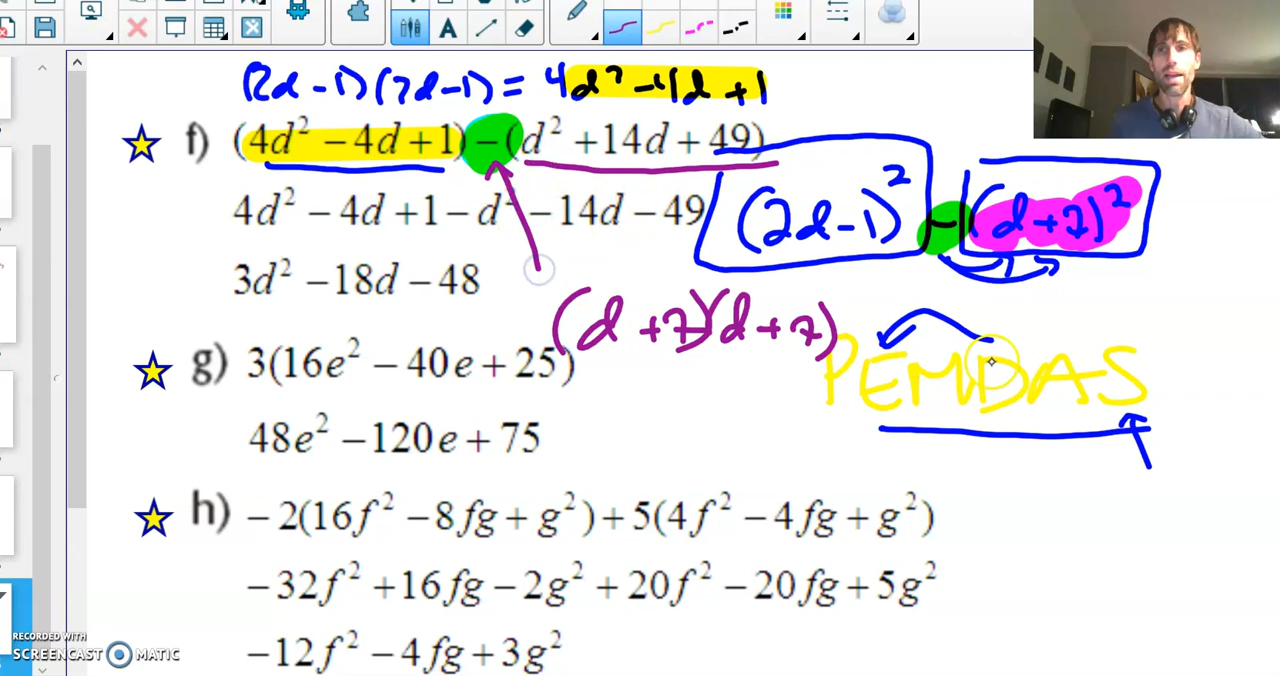 (2d-1)(2d-1) = 4d² -4d +1
f) (4d² - 4d + 1) - (d² + 14d + 49)
4d² - 4d + 1 - d² - 14d - 49
(2d-1)² - (d+7)²
3d² - 18d - 48
(d+7)(d+7)
g) 3(16e² - 40e + 25)
PEMDAS
48e² - 120e + 75
h) - 2(16f² - 8fg + g²) + 5(4f² - 4fg + g²)
-32f² + 16fg - 2g² + 20f² - 20fg + 5g²
-12f² - 4fg + 3g²
RECORDED WITH
SCREENCAST MATIC